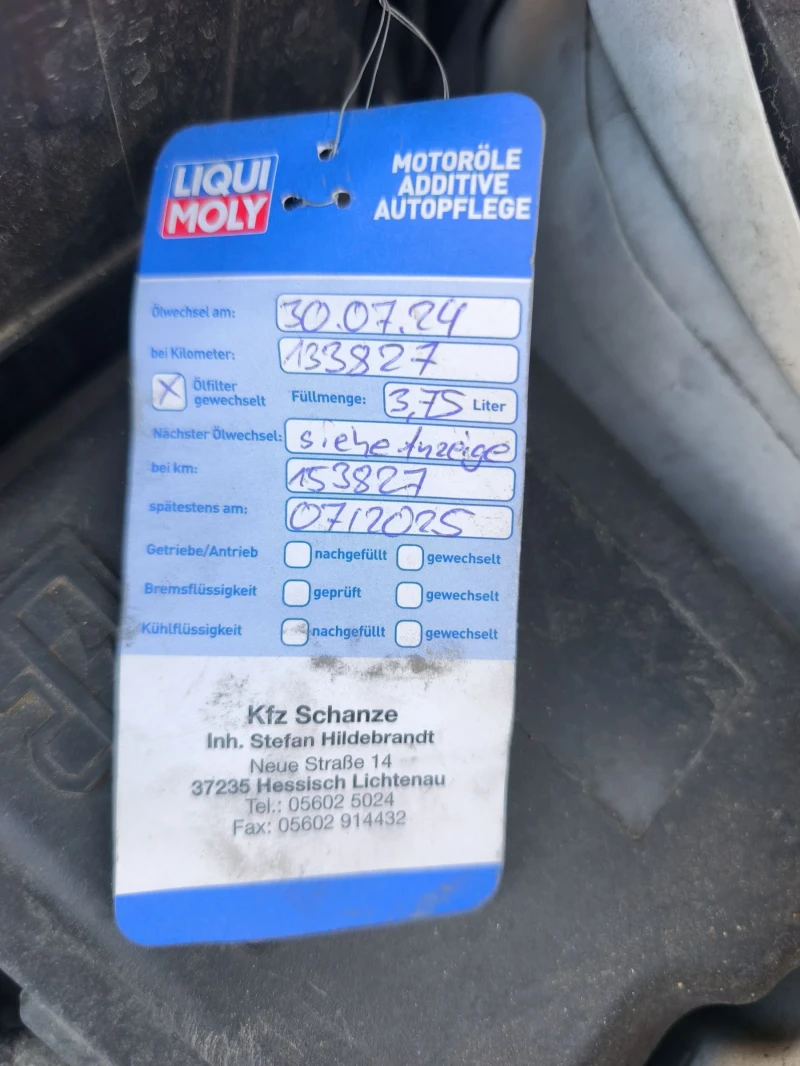 LIQUI MOLY
MOTORÖLE
ADDITIVE
AUTOPFLEGE
Ölwechsel am: 30.07.24
bei Kilometer: 133827
X Ölfilter gewechselt Füllmenge: 3,75 Liter
Nächster Ölwechsel: siehe Anzeige
bei km: 153827
spätestens am: 07/2025
Getriebe/Antrieb nachgefüllt gewechselt
Bremsflüssigkeit geprüft gewechselt
Kühlflüssigkeit nachgefüllt gewechselt
Kfz Schanze
Inh. Stefan Hildebrandt
Neue Straße 14
37235 Hessisch Lichtenau
Tel.: 05602 5024
Fax: 05602 914432